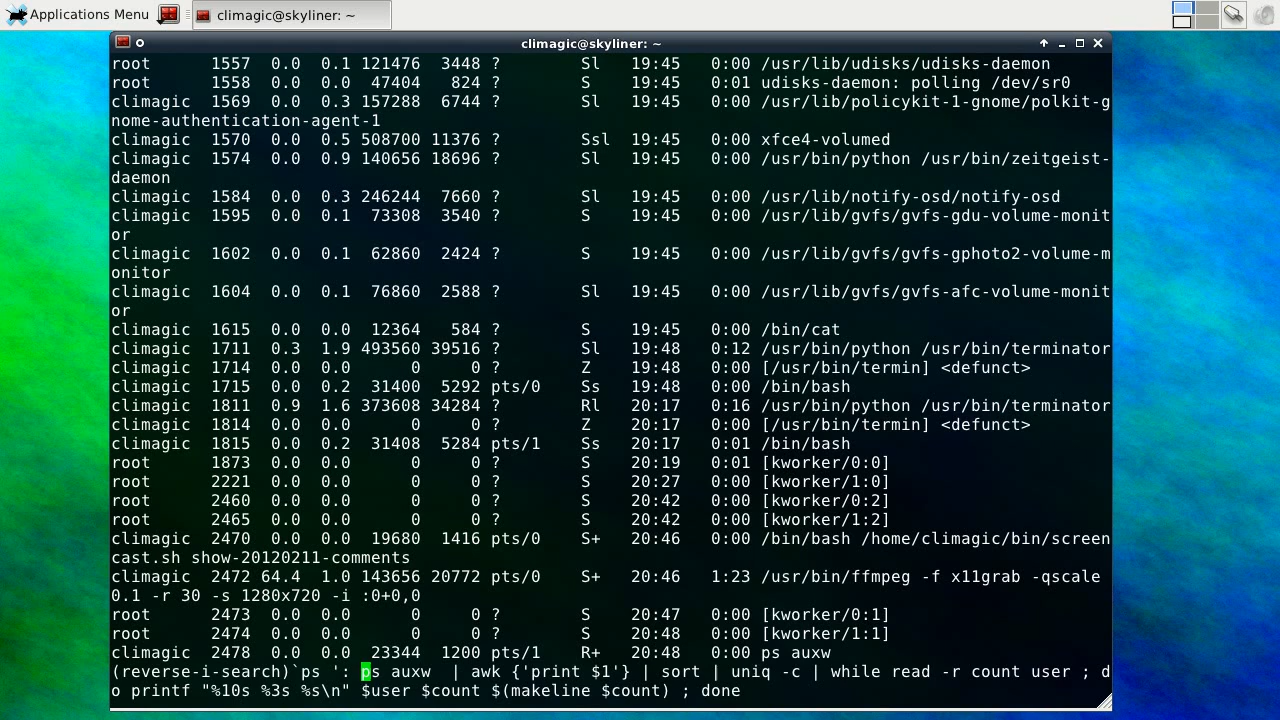 Applications Menu
climagic@skyliner: ~
climagic@skyliner: ~
root      1557  0.0  0.1 121476  3448 ?        Sl   19:45   0:00 /usr/lib/udisks/udisks-daemon
root      1558  0.0  0.0  47404   824 ?        S    19:45   0:01 udisks-daemon: polling /dev/sr0
climagic  1569  0.0  0.3 157288  6744 ?        Sl   19:45   0:00 /usr/lib/policykit-1-gnome/polkit-g
nome-authentication-agent-1
climagic  1570  0.0  0.5 508700 11376 ?        Ssl  19:45   0:00 xfce4-volumed
climagic  1574  0.0  0.9 140656 18696 ?        Sl   19:45   0:00 /usr/bin/python /usr/bin/zeitgeist-
daemon
climagic  1584  0.0  0.3 246244  7660 ?        Sl   19:45   0:00 /usr/lib/notify-osd/notify-osd
climagic  1595  0.0  0.1  73308  3540 ?        S    19:45   0:00 /usr/lib/gvfs/gvfs-gdu-volume-monit
or
climagic  1602  0.0  0.1  62860  2424 ?        S    19:45   0:00 /usr/lib/gvfs/gvfs-gphoto2-volume-m
onitor
climagic  1604  0.0  0.1  76860  2588 ?        Sl   19:45   0:00 /usr/lib/gvfs/gvfs-afc-volume-monit
or
climagic  1615  0.0  0.0  12364   584 ?        S    19:45   0:00 /bin/cat
climagic  1711  0.3  1.9 493560 39516 ?        Sl   19:48   0:12 /usr/bin/python /usr/bin/terminator
climagic  1714  0.0  0.0      0     0 ?        Z    19:48   0:00 [/usr/bin/termin] <defunct>
climagic  1715  0.0  0.2  31400  5292 pts/0    Ss   19:48   0:00 /bin/bash
climagic  1811  0.9  1.6 373608 34284 ?        Rl   20:17   0:16 /usr/bin/python /usr/bin/terminator
climagic  1814  0.0  0.0      0     0 ?        Z    20:17   0:00 [/usr/bin/termin] <defunct>
climagic  1815  0.0  0.2  31408  5284 pts/1    Ss   20:17   0:01 /bin/bash
root      1873  0.0  0.0      0     0 ?        S    20:19   0:01 [kworker/0:0]
root      2221  0.0  0.0      0     0 ?        S    20:27   0:00 [kworker/1:0]
root      2460  0.0  0.0      0     0 ?        S    20:42   0:00 [kworker/0:2]
root      2465  0.0  0.0      0     0 ?        S    20:42   0:00 [kworker/1:2]
climagic  2470  0.0  0.0  19680  1416 pts/0    S+   20:46   0:00 /bin/bash /home/climagic/bin/screen
cast.sh show-20120211-comments
climagic  2472 64.4  1.0 143656 20772 pts/0    S+   20:46   1:23 /usr/bin/ffmpeg -f x11grab -qscale
0.1 -r 30 -s 1280x720 -i :0+0,0
root      2473  0.0  0.0      0     0 ?        S    20:47   0:00 [kworker/0:1]
root      2474  0.0  0.0      0     0 ?        S    20:48   0:00 [kworker/1:1]
climagic  2478  0.0  0.0  23344  1200 pts/1    R+   20:48   0:00 ps auxw
(reverse-i-search)`ps ': ps auxw  | awk {'print $1'} | sort | uniq -c | while read -r count user ; d
o printf "%10s %3s %s\n" $user $count $(makeline $count) ; done